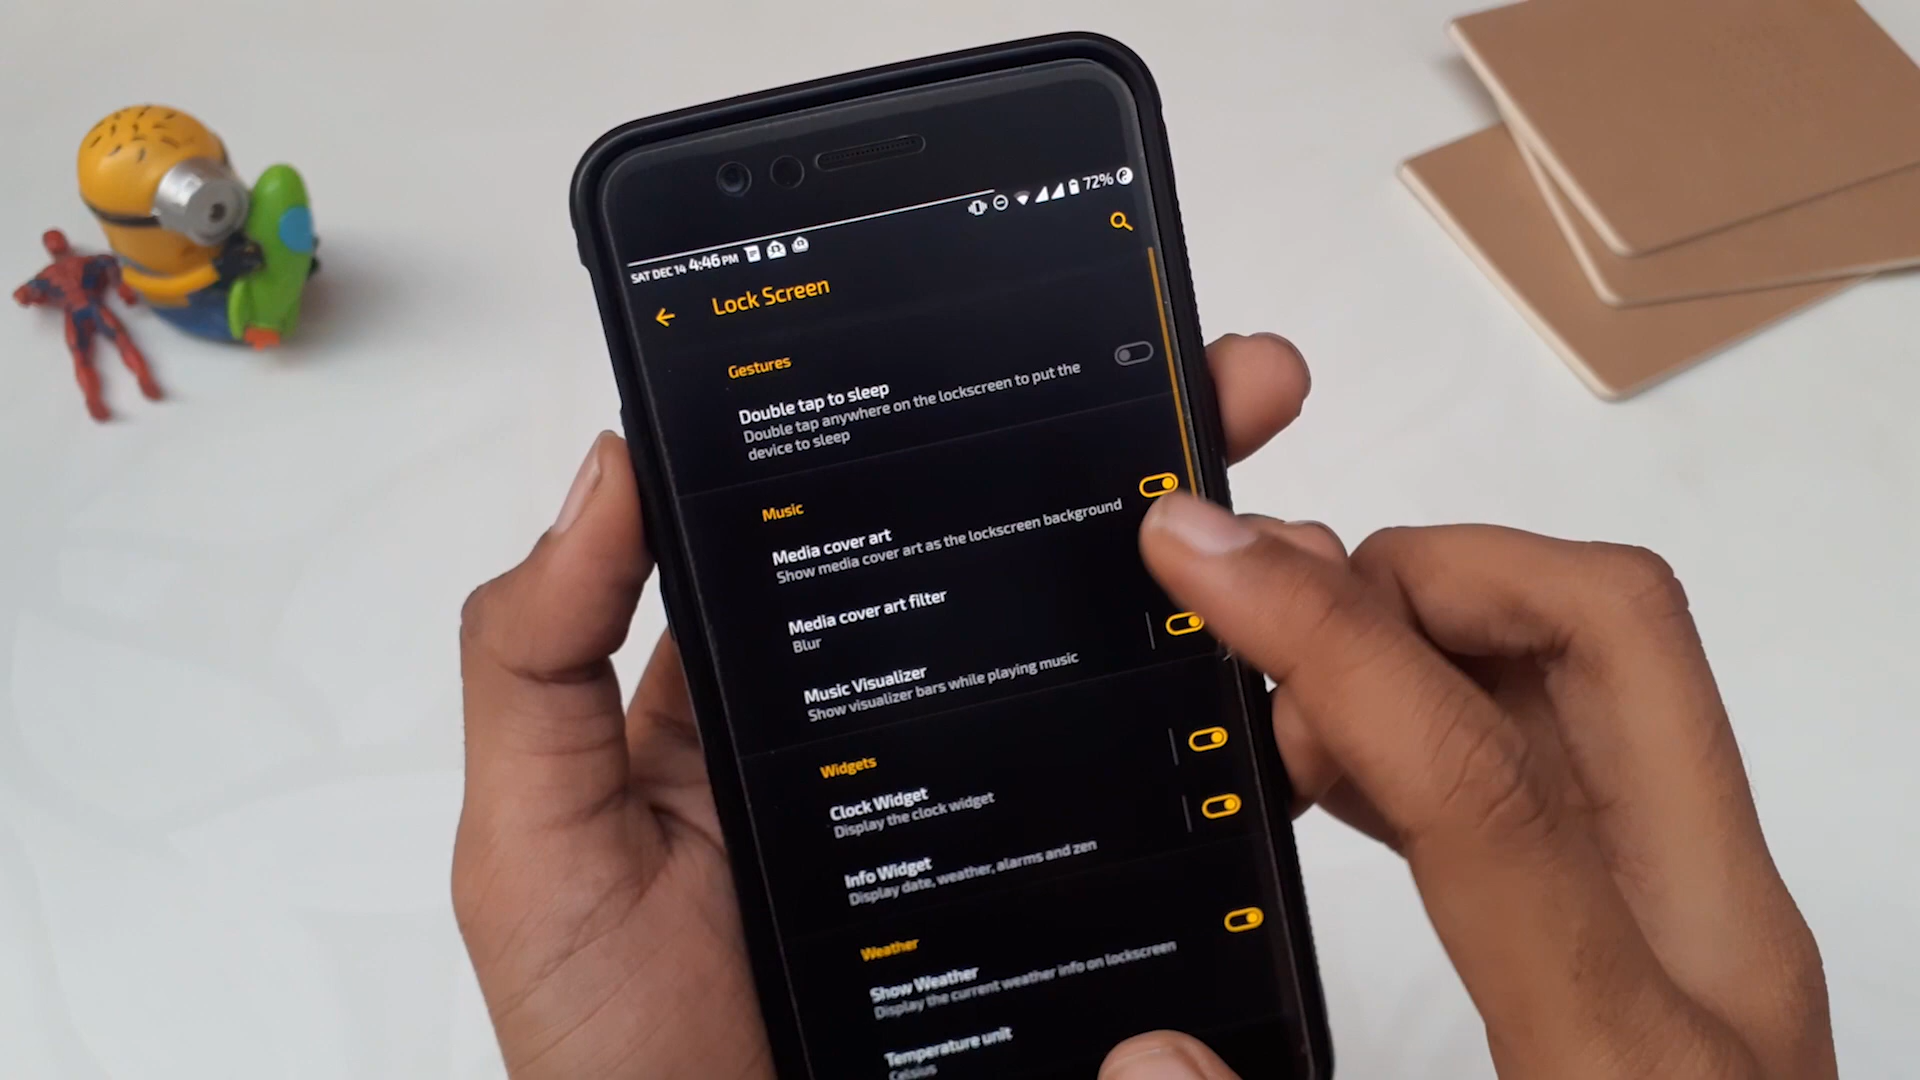 72%
SAT DEC 14 4:46 PM
Lock Screen
Gestures
Double tap to sleep
Double tap anywhere on the lockscreen to put the
device to sleep
Music
Media cover art
Show media cover art as the lockscreen background
Media cover art filter
Blur
Music Visualizer
Show visualizer bars while playing music
Widgets
Clock Widget
Display the clock widget
Info Widget
Display date, weather, alarms and zen
Weather
Show Weather
Display the current weather info on lockscreen
Temperature unit
Celsius